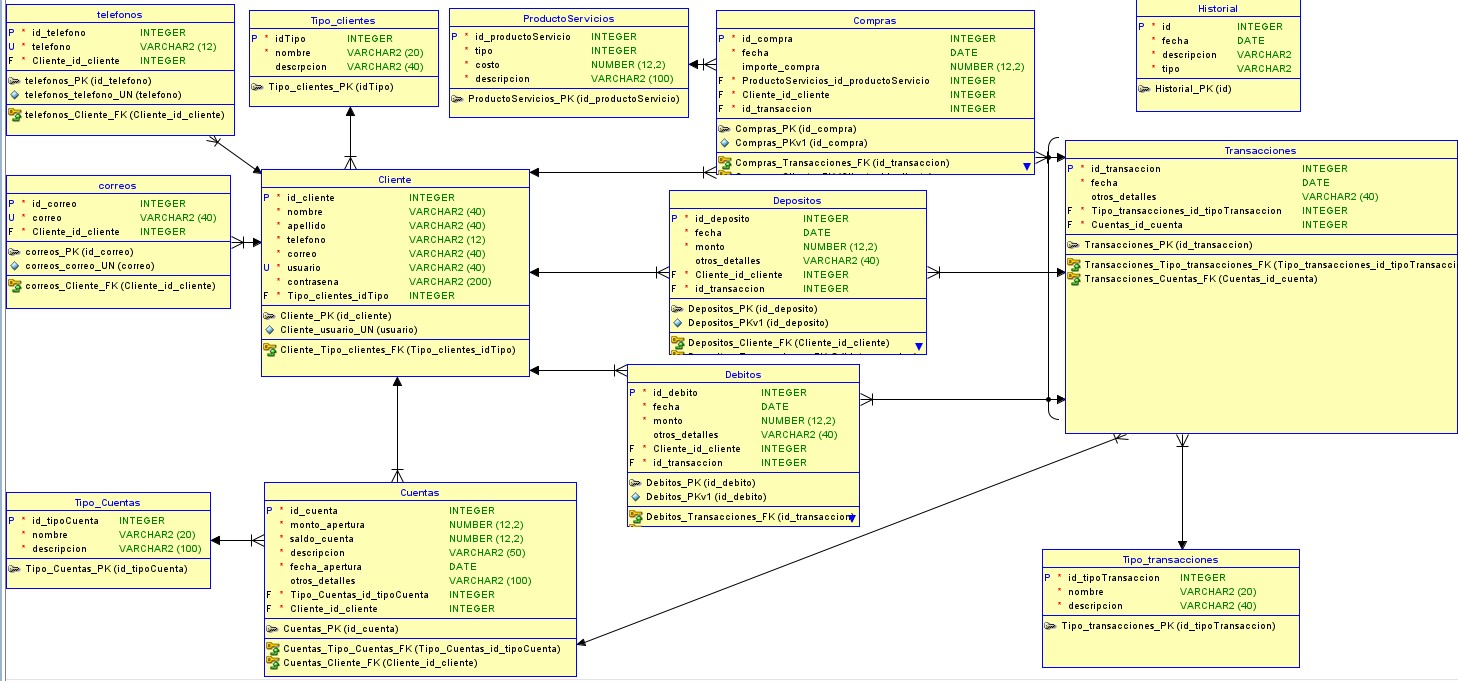 telefonos
P * id_telefono INTEGER
U * telefono VARCHAR2 (12)
F * Cliente_id_cliente INTEGER
telefonos_PK (id_telefono)
telefonos_telefono_UN (telefono)
telefonos_Cliente_FK (Cliente_id_cliente)
Tipo_clientes
P * idTipo INTEGER
* nombre VARCHAR2 (20)
* descrpcion VARCHAR2 (40)
Tipo_clientes_PK (idTipo)
ProductoServicios
P * id_productoServicio INTEGER
* tipo INTEGER
* costo NUMBER (12,2)
* descripcion VARCHAR2 (100)
ProductoServicios_PK (id_productoServicio)
Compras
P * id_compra INTEGER
* fecha DATE
importe_compra NUMBER (12,2)
F * ProductoServicios_id_productoServicio INTEGER
F * Cliente_id_cliente INTEGER
F * id_transaccion INTEGER
Compras_PK (id_compra)
Compras_PKv1 (id_compra)
Compras_Transacciones_FK (id_transaccion)
Historial
P * id INTEGER
* fecha DATE
* descripcion VARCHAR2
* tipo VARCHAR2
Historial_PK (id)
correos
P * id_correo INTEGER
U * correo VARCHAR2 (40)
F * Cliente_id_cliente INTEGER
correos_PK (id_correo)
correos_correo_UN (correo)
correos_Cliente_FK (Cliente_id_cliente)
Cliente
P * id_cliente INTEGER
* nombre VARCHAR2 (40)
* apellido VARCHAR2 (40)
* telefono VARCHAR2 (12)
* correo VARCHAR2 (40)
U * usuario VARCHAR2 (40)
* contrasena VARCHAR2 (200)
F * Tipo_clientes_idTipo INTEGER
Cliente_PK (id_cliente)
Cliente_usuario_UN (usuario)
Cliente_Tipo_clientes_FK (Tipo_clientes_idTipo)
Depositos
P * id_deposito INTEGER
* fecha DATE
* monto NUMBER (12,2)
otros_detalles VARCHAR2 (40)
F * Cliente_id_cliente INTEGER
F * id_transaccion INTEGER
Depositos_PK (id_deposito)
Depositos_PKv1 (id_deposito)
Depositos_Cliente_FK (Cliente_id_cliente)
Transacciones
P * id_transaccion INTEGER
* fecha DATE
otros_detalles VARCHAR2 (40)
F * Tipo_transacciones_id_tipoTransaccion INTEGER
F * Cuentas_id_cuenta INTEGER
Transacciones_PK (id_transaccion)
Transacciones_Tipo_transacciones_FK (Tipo_transacciones_id_tipoTransacci
Transacciones_Cuentas_FK (Cuentas_id_cuenta)
Debitos
P * id_debito INTEGER
* fecha DATE
* monto NUMBER (12,2)
otros_detalles VARCHAR2 (40)
F * Cliente_id_cliente INTEGER
F * id_transaccion INTEGER
Debitos_PK (id_debito)
Debitos_PKv1 (id_debito)
Debitos_Transacciones_FK (id_transaccion)
Tipo_Cuentas
P * id_tipoCuenta INTEGER
* nombre VARCHAR2 (20)
* descripcion VARCHAR2 (100)
Tipo_Cuentas_PK (id_tipoCuenta)
Cuentas
P * id_cuenta INTEGER
* monto_apertura NUMBER (12,2)
* saldo_cuenta NUMBER (12,2)
* descripcion VARCHAR2 (50)
* fecha_apertura DATE
otros_detalles VARCHAR2 (100)
F * Tipo_Cuentas_id_tipoCuenta INTEGER
F * Cliente_id_cliente INTEGER
Cuentas_PK (id_cuenta)
Cuentas_Tipo_Cuentas_FK (Tipo_Cuentas_id_tipoCuenta)
Cuentas_Cliente_FK (Cliente_id_cliente)
Tipo_transacciones
P * id_tipoTransaccion INTEGER
* nombre VARCHAR2 (20)
* descripcion VARCHAR2 (40)
Tipo_transacciones_PK (id_tipoTransaccion)